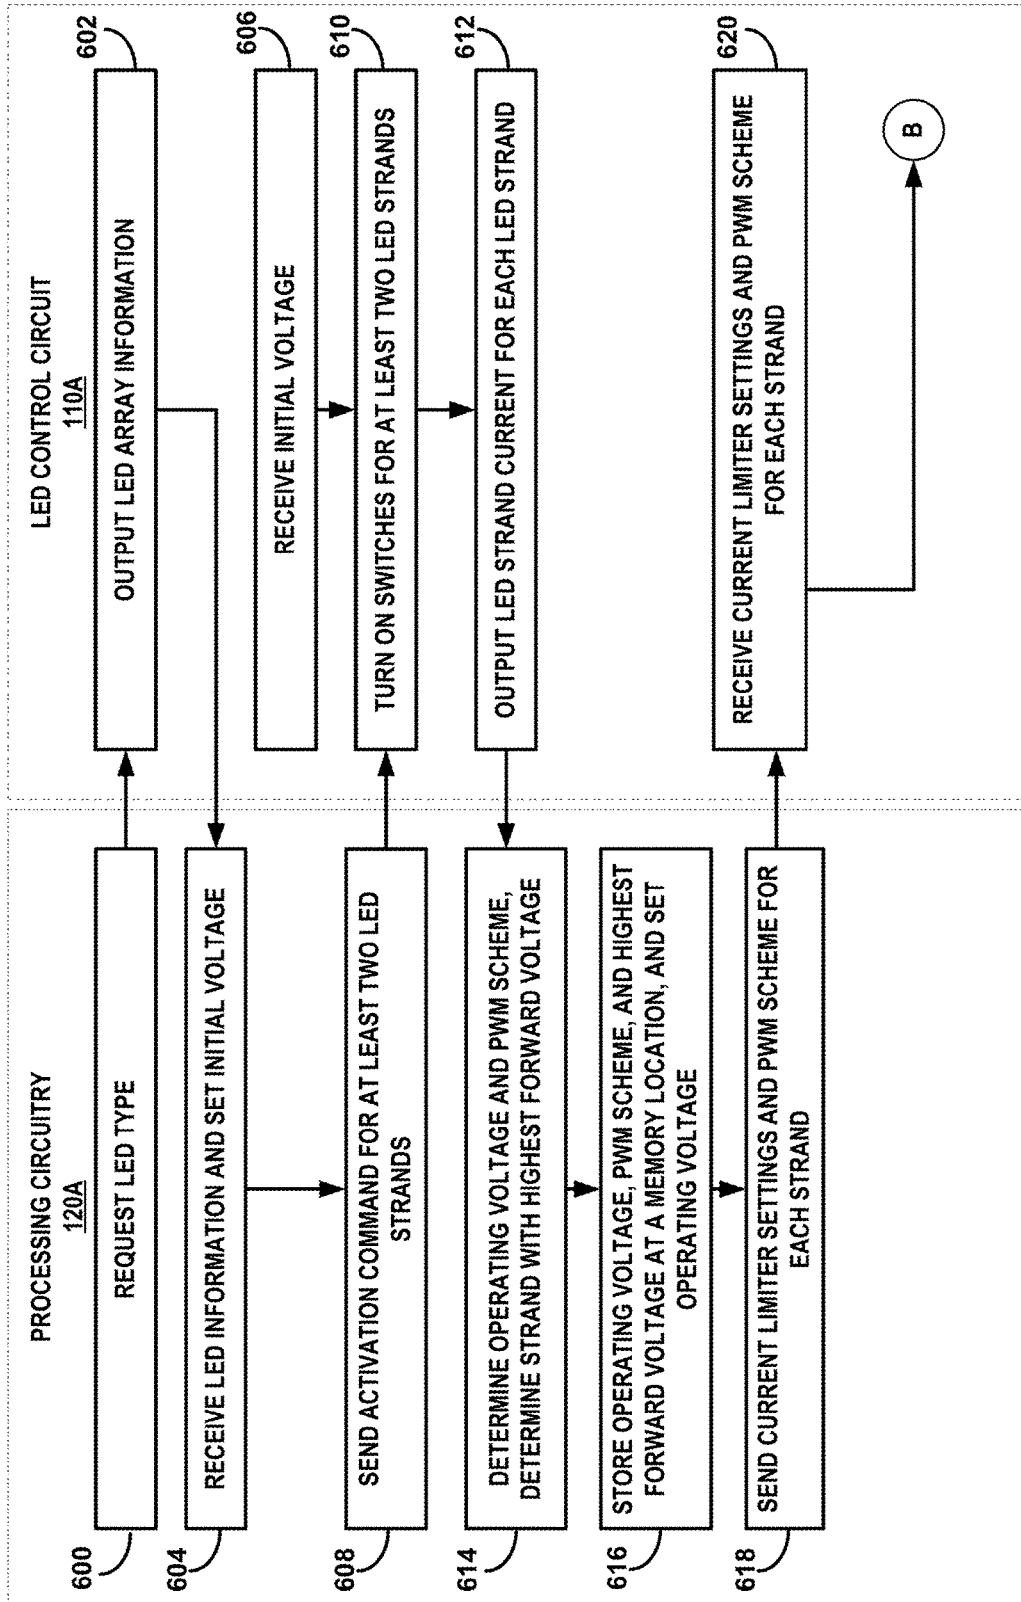 PROCESSING CIRCUITRY
120A
LED CONTROL CIRCUIT
110A
600
REQUEST LED TYPE
602
OUTPUT LED ARRAY INFORMATION
604
RECEIVE LED INFORMATION AND SET INITIAL VOLTAGE
606
RECEIVE INITIAL VOLTAGE
608
SEND ACTIVATION COMMAND FOR AT LEAST TWO LED
STRANDS
610
TURN ON SWITCHES FOR AT LEAST TWO LED STRANDS
612
OUTPUT LED STRAND CURRENT FOR EACH LED STRAND
614
DETERMINE OPERATING VOLTAGE AND PWM SCHEME,
DETERMINE STRAND WITH HIGHEST FORWARD VOLTAGE
616
STORE OPERATING VOLTAGE, PWM SCHEME, AND HIGHEST
FORWARD VOLTAGE AT A MEMORY LOCATION, AND SET
OPERATING VOLTAGE
618
SEND CURRENT LIMITER SETTINGS AND PWM SCHEME FOR
EACH STRAND
620
RECEIVE CURRENT LIMITER SETTINGS AND PWM SCHEME
FOR EACH STRAND
B